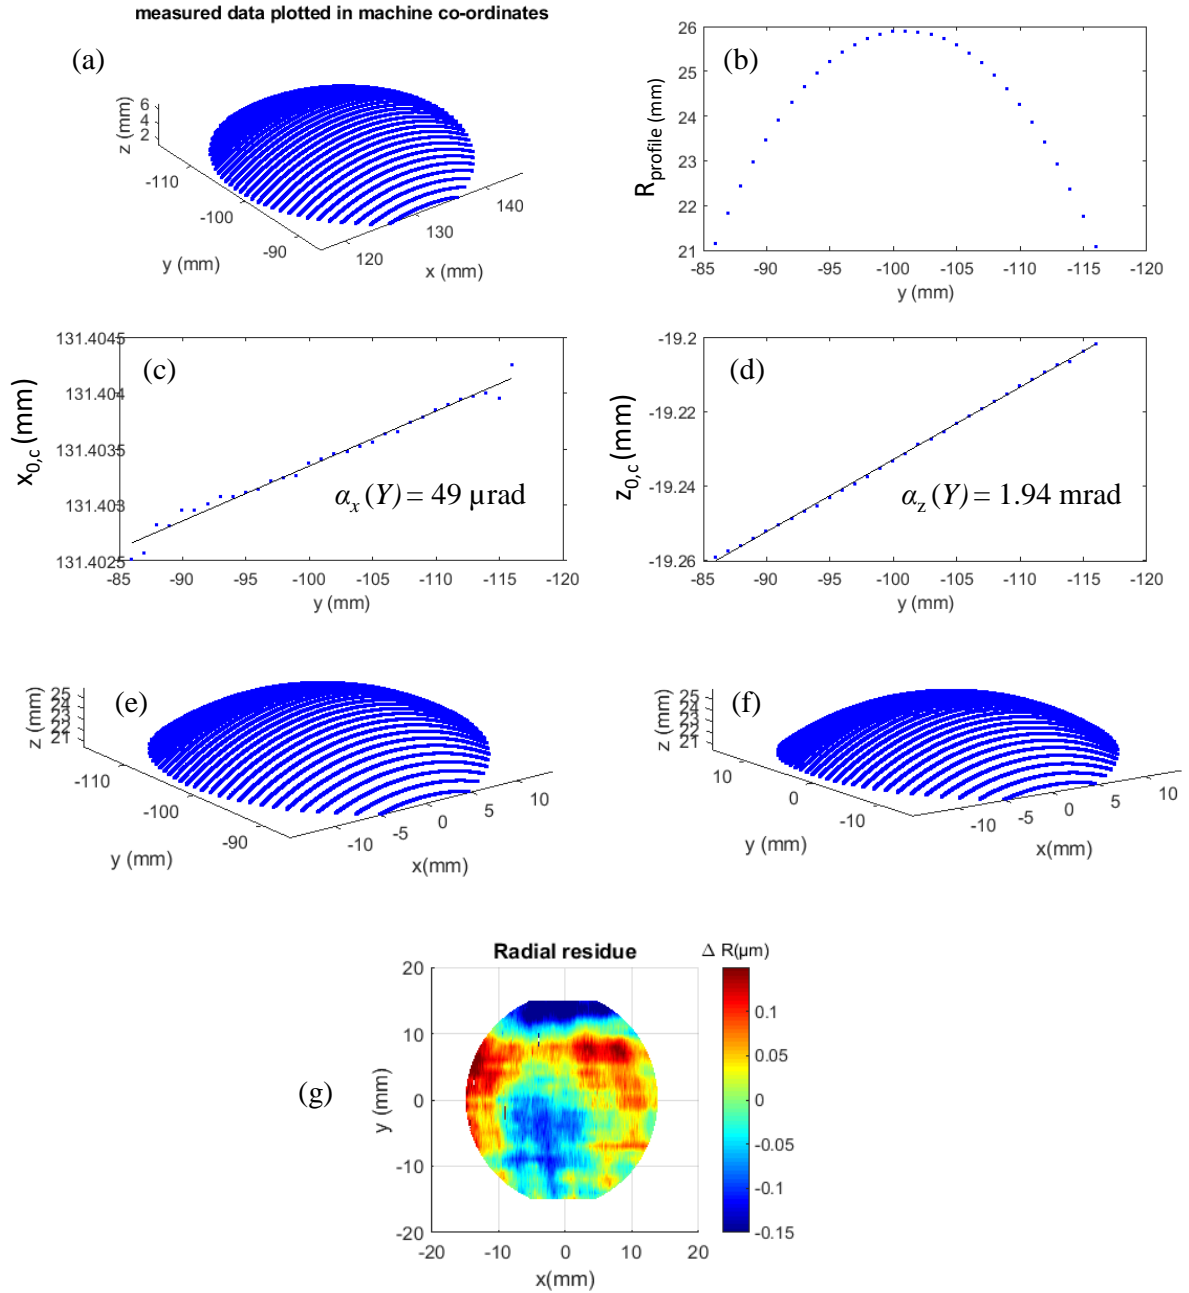 measured data plotted in machine co-ordinates
(a)
z (mm)
6
4
2
-110
-100
-90
y (mm)
120
130
140
x (mm)
(b)
R_profile (mm)
26
25
24
23
22
21
-85 -90 -95 -100 -105 -110 -115 -120
y (mm)
(c)
x_0,c (mm)
131.4045
131.404
131.4035
131.403
131.4025
α_x (Y) = 49 μrad
-85 -90 -95 -100 -105 -110 -115 -120
y (mm)
(d)
z_0,c (mm)
-19.2
-19.22
-19.24
-19.26
α_z (Y) = 1.94 mrad
-85 -90 -95 -100 -105 -110 -115 -120
y (mm)
(e)
z (mm)
25
24
23
22
21
-110
-100
-90
y (mm)
-10
-5
0
5
10
x(mm)
(f)
z (mm)
25
24
23
22
21
10
0
-10
y (mm)
-10
-5
0
5
10
x(mm)
(g)
Radial residue
Δ R(μm)
y (mm)
20
10
0
-10
-20
-20 -10 0 10 20
x(mm)
0.1
0.05
0
-0.05
-0.1
-0.15